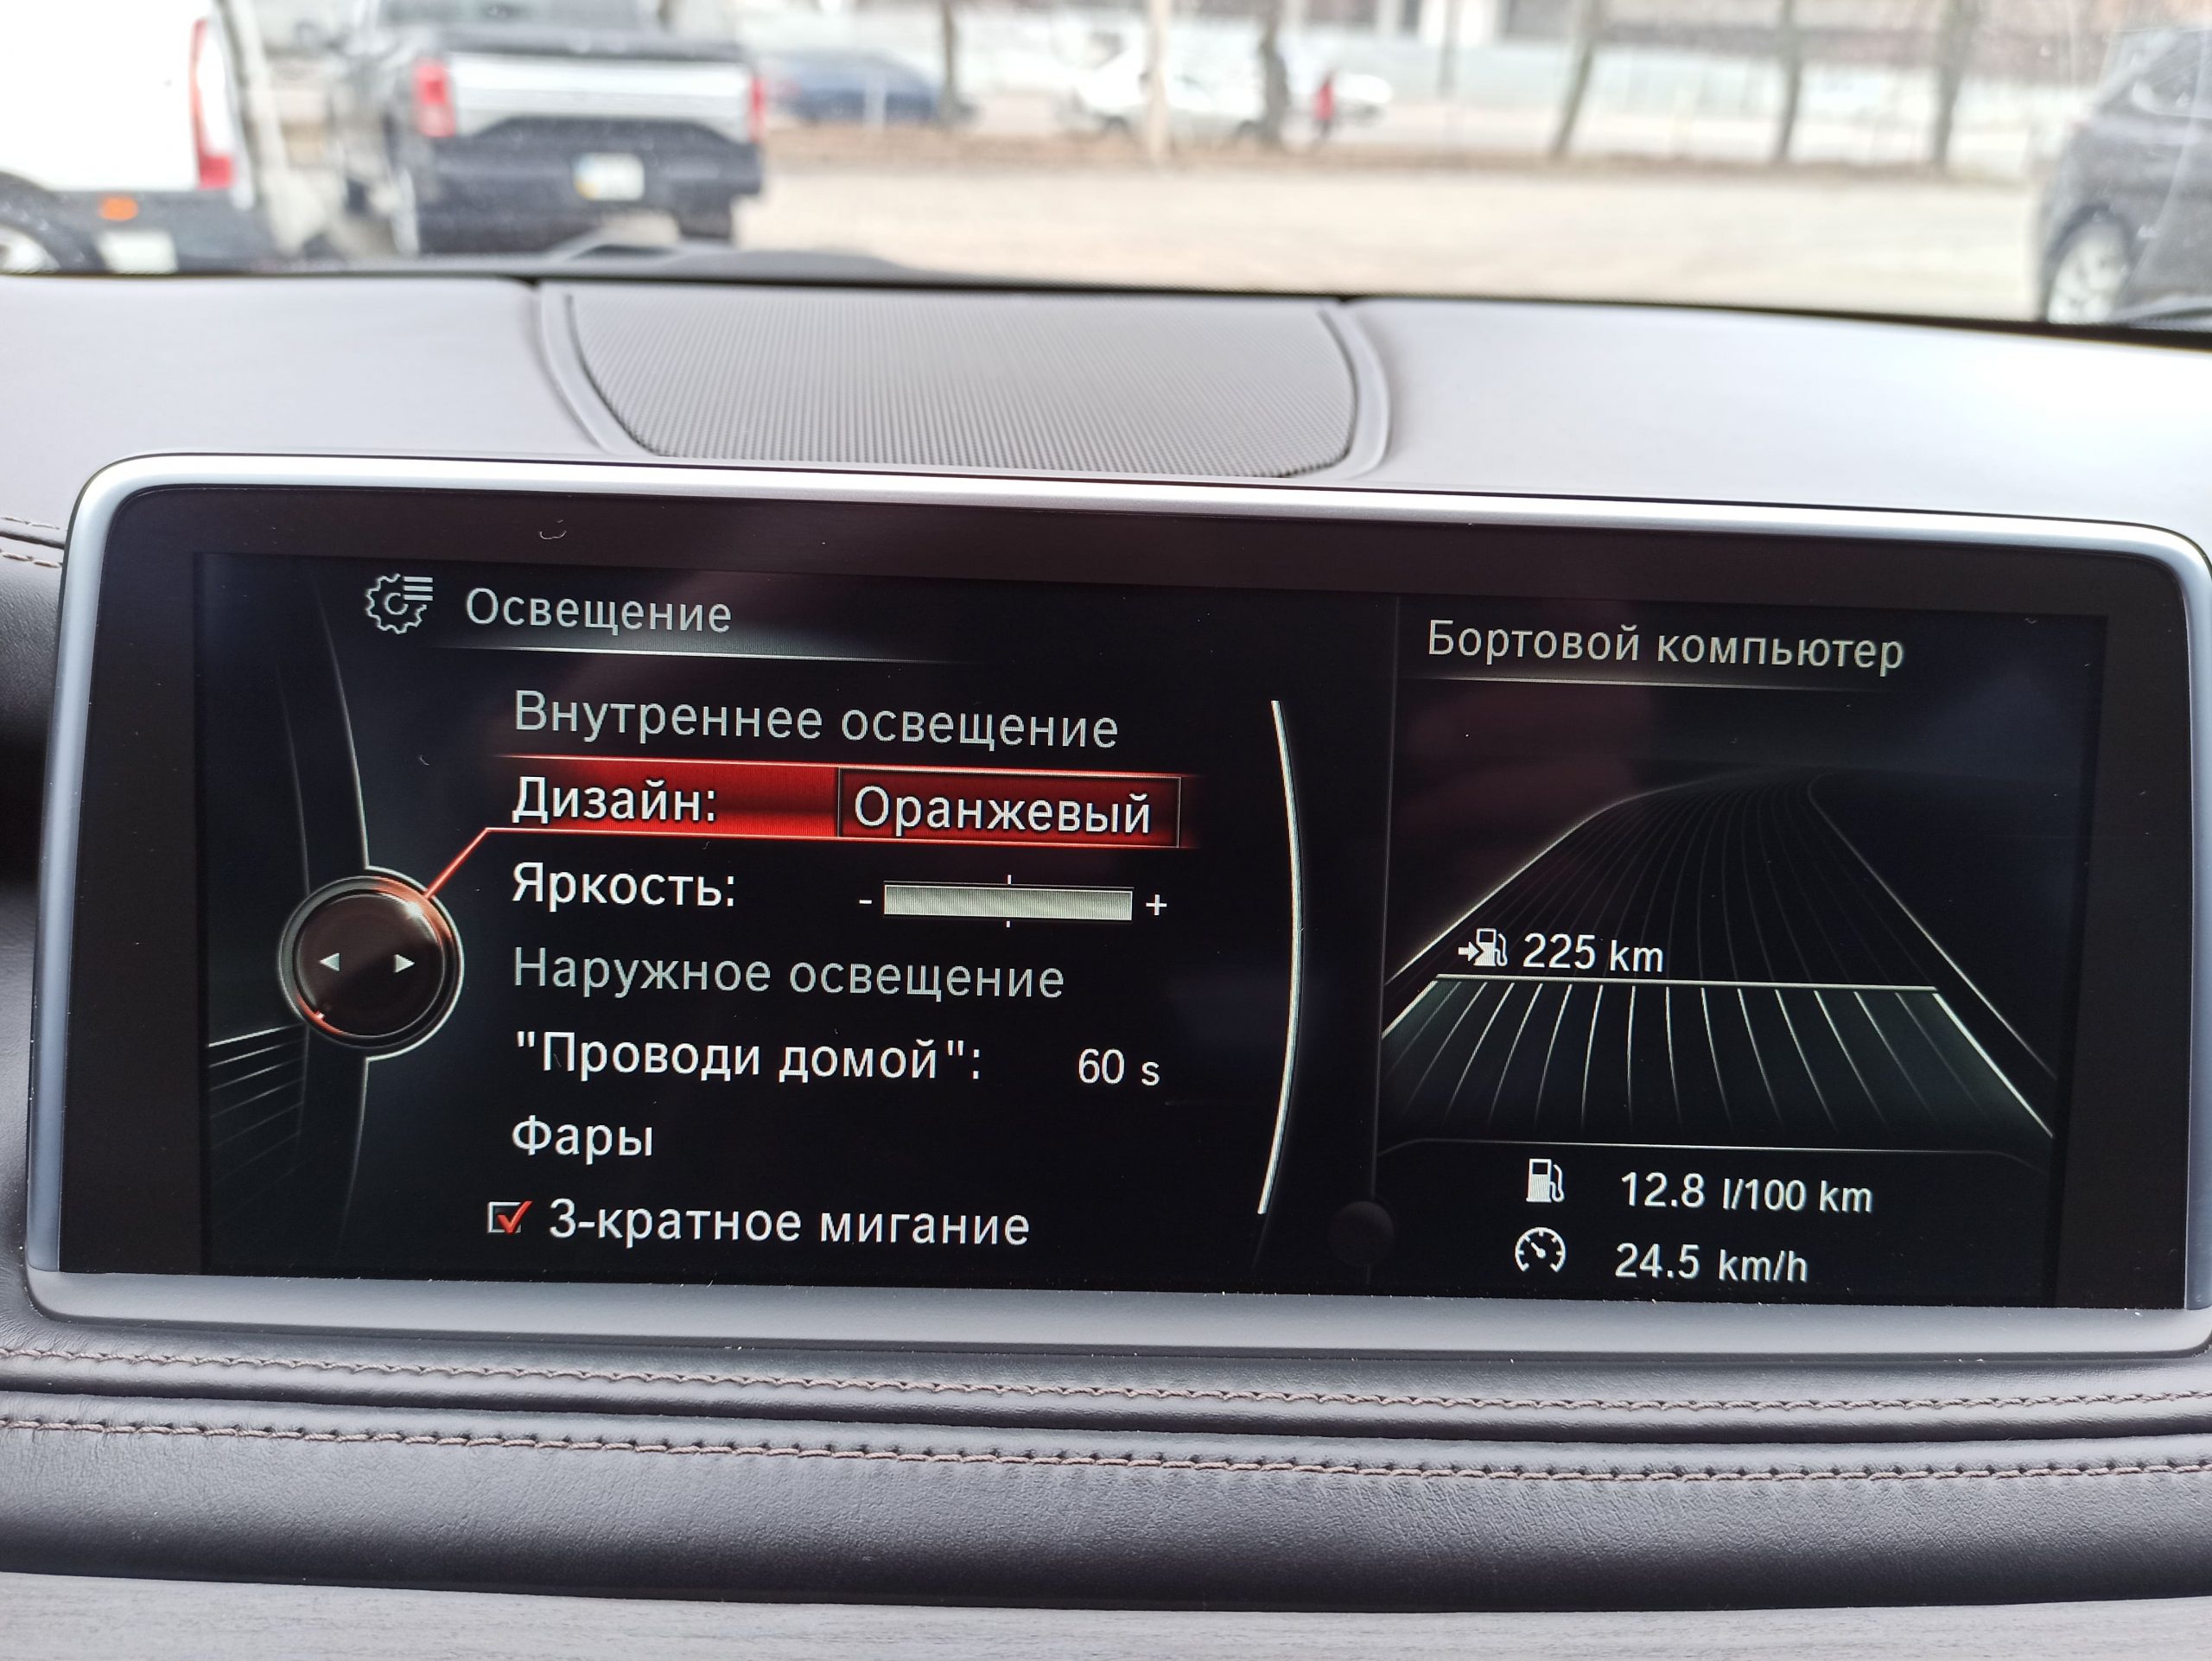 Освещение
Внутреннее освещение
Дизайн: Оранжевый
Яркость: - +
Наружное освещение
"Проводи домой": 60 s
Фары
3-кратное мигание
Бортовой компьютер
225 km
12.8 l/100 km
24.5 km/h